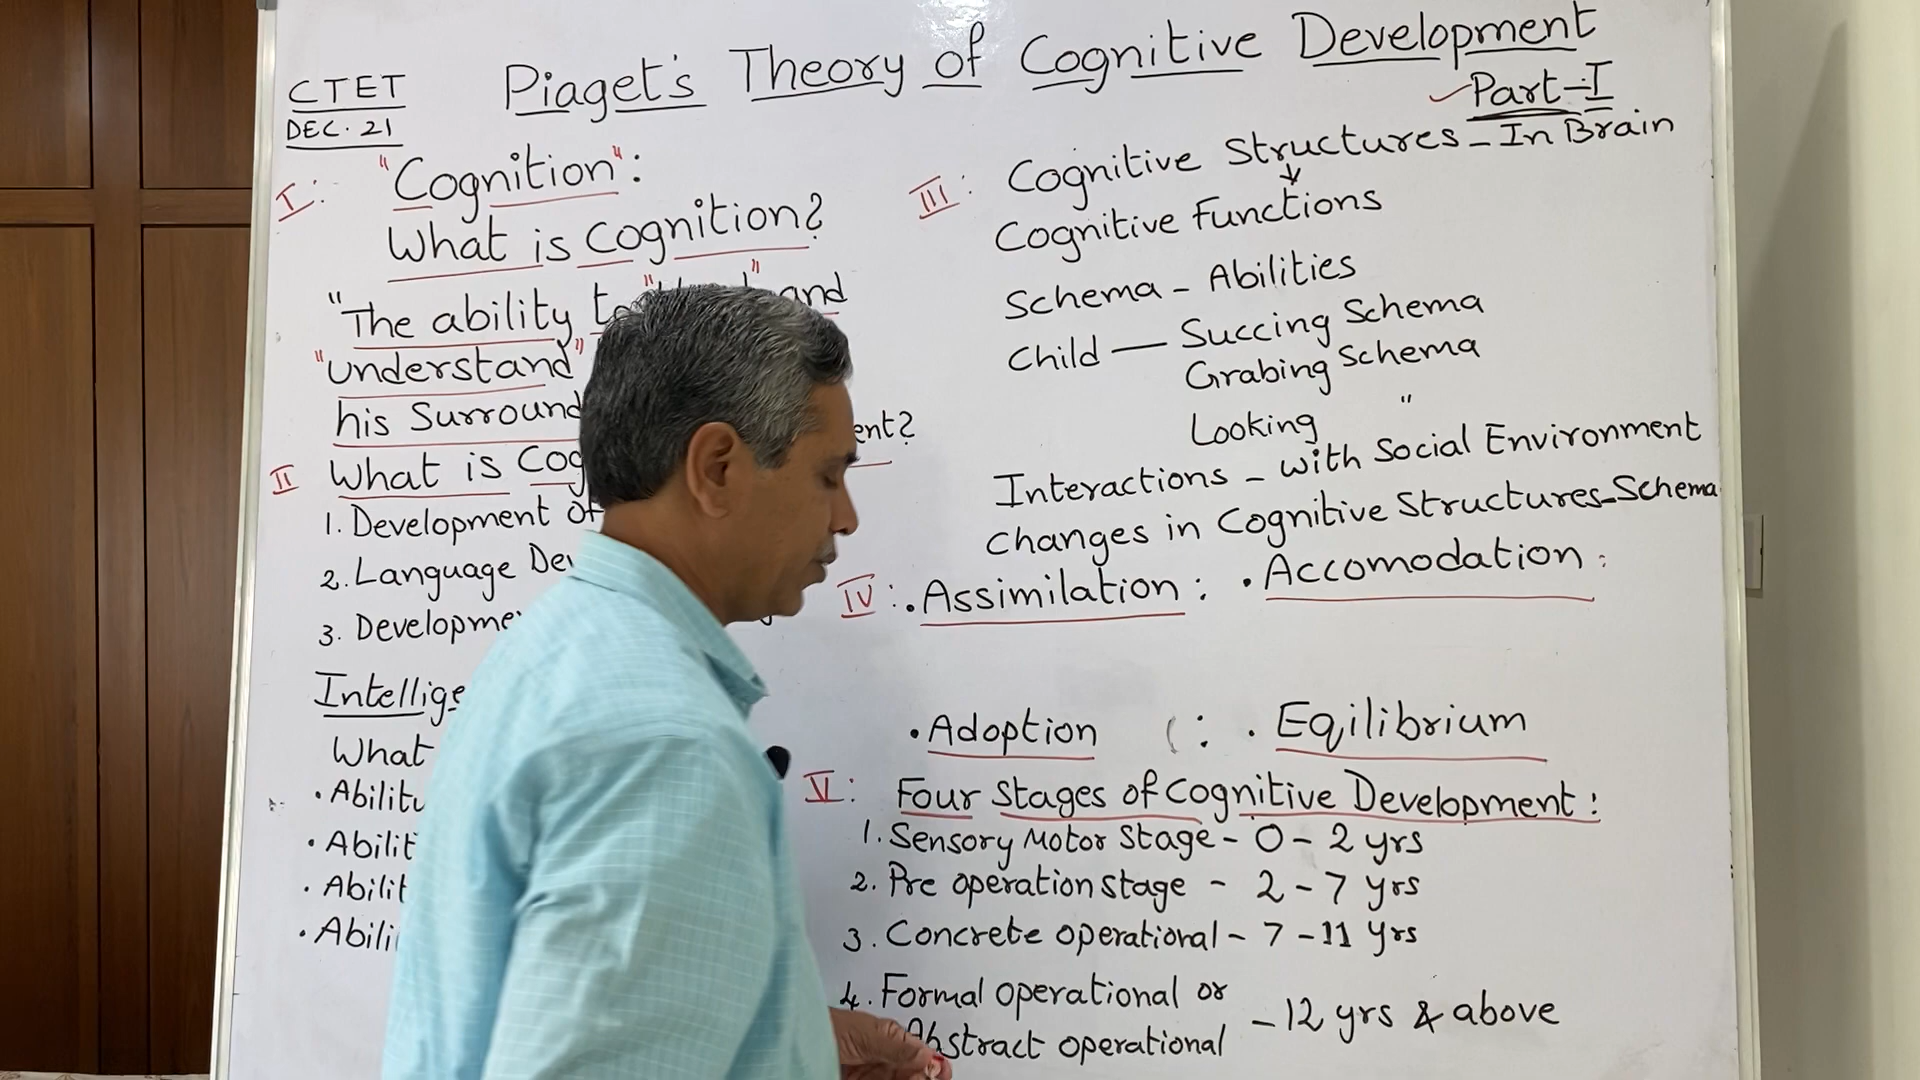 Piaget's Theory of Cognitive Development
CTET
DEC. 21
Part-I
I: "Cognition":
What is Cognition?
"The ability to and
"understand"
his Surround
ent?
II What is Cog
1. Development of
2. Language Dev
3. Developme
Intellige
What
• Ability
• Abilit
• Abilit
• Abili
III: Cognitive Structures - In Brain
Cognitive Functions
Schema - Abilities
Child — Succing Schema
Grabing Schema
Looking "
Interactions - with Social Environment
changes in Cognitive Structures-Schema
IV: • Assimilation: • Accomodation:
• Adoption (: • Eqilibrium
V: Four Stages of Cognitive Development:
1. Sensory Motor Stage - 0 - 2 yrs
2. Pre operation stage - 2 - 7 yrs
3. Concrete operational - 7 - 11 yrs
4. Formal operational or
Abstract operational - 12 yrs & above